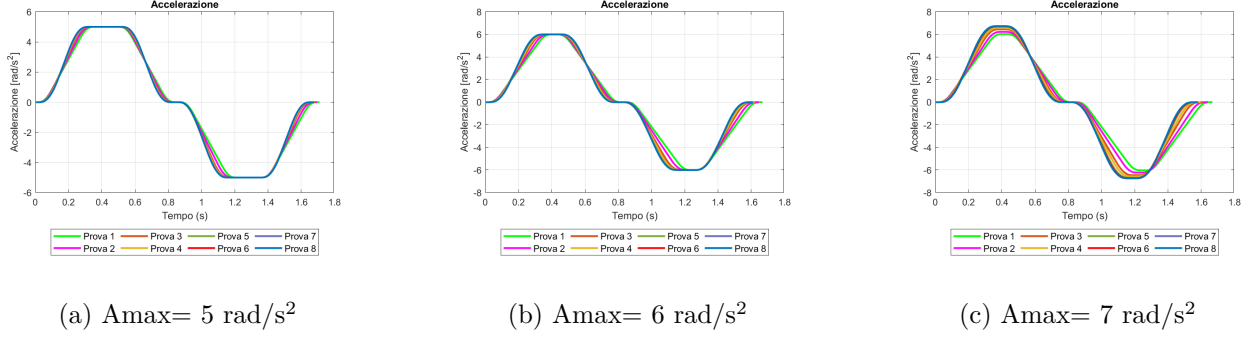 Accelerazione
Accelerazione [rad/s²]
6
4
2
0
-2
-4
-6
0 0.2 0.4 0.6 0.8 1 1.2 1.4 1.6 1.8
Tempo (s)
Prova 1 Prova 3 Prova 5 Prova 7
Prova 2 Prova 4 Prova 6 Prova 8
(a) Amax= 5 rad/s²
Accelerazione
Accelerazione [rad/s²]
8
6
4
2
0
-2
-4
-6
-8
0 0.2 0.4 0.6 0.8 1 1.2 1.4 1.6 1.8
Tempo (s)
Prova 1 Prova 3 Prova 5 Prova 7
Prova 2 Prova 4 Prova 6 Prova 8
(b) Amax= 6 rad/s²
Accelerazione
Accelerazione [rad/s²]
8
6
4
2
0
-2
-4
-6
-8
0 0.2 0.4 0.6 0.8 1 1.2 1.4 1.6 1.8
Tempo (s)
Prova 1 Prova 3 Prova 5 Prova 7
Prova 2 Prova 4 Prova 6 Prova 8
(c) Amax= 7 rad/s²